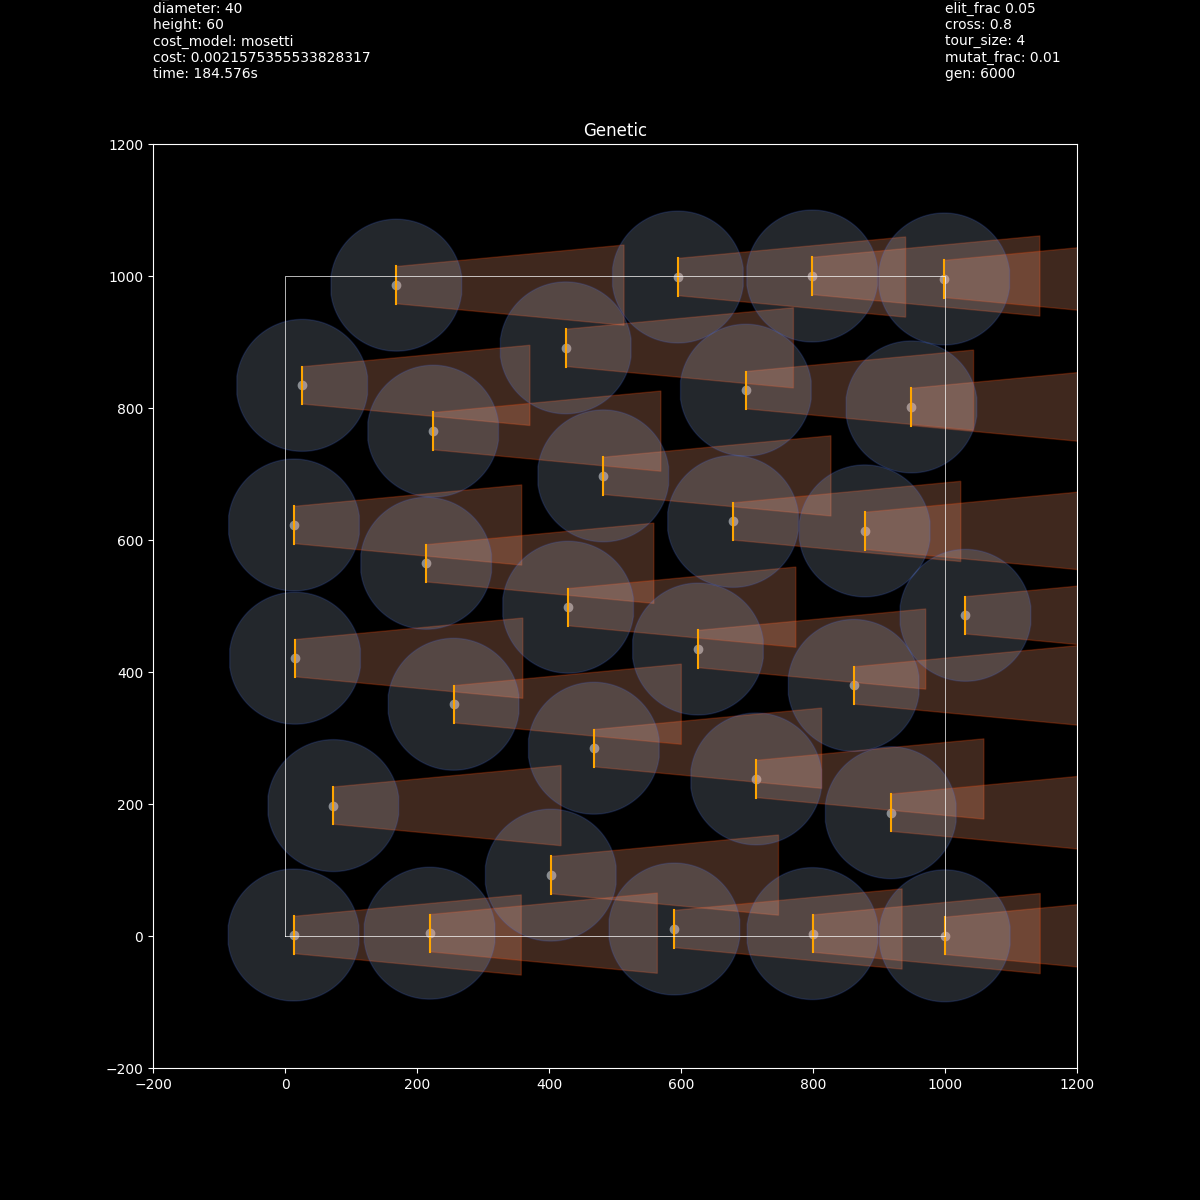 diameter: 40
height: 60
cost_model: mosetti
cost: 0.0021575355533828317
time: 184.576s
elit_frac 0.05
cross: 0.8
tour_size: 4
mutat_frac: 0.01
gen: 6000
Genetic
1200
1000
800
600
400
200
0
−200
−200
0
200
400
600
800
1000
1200